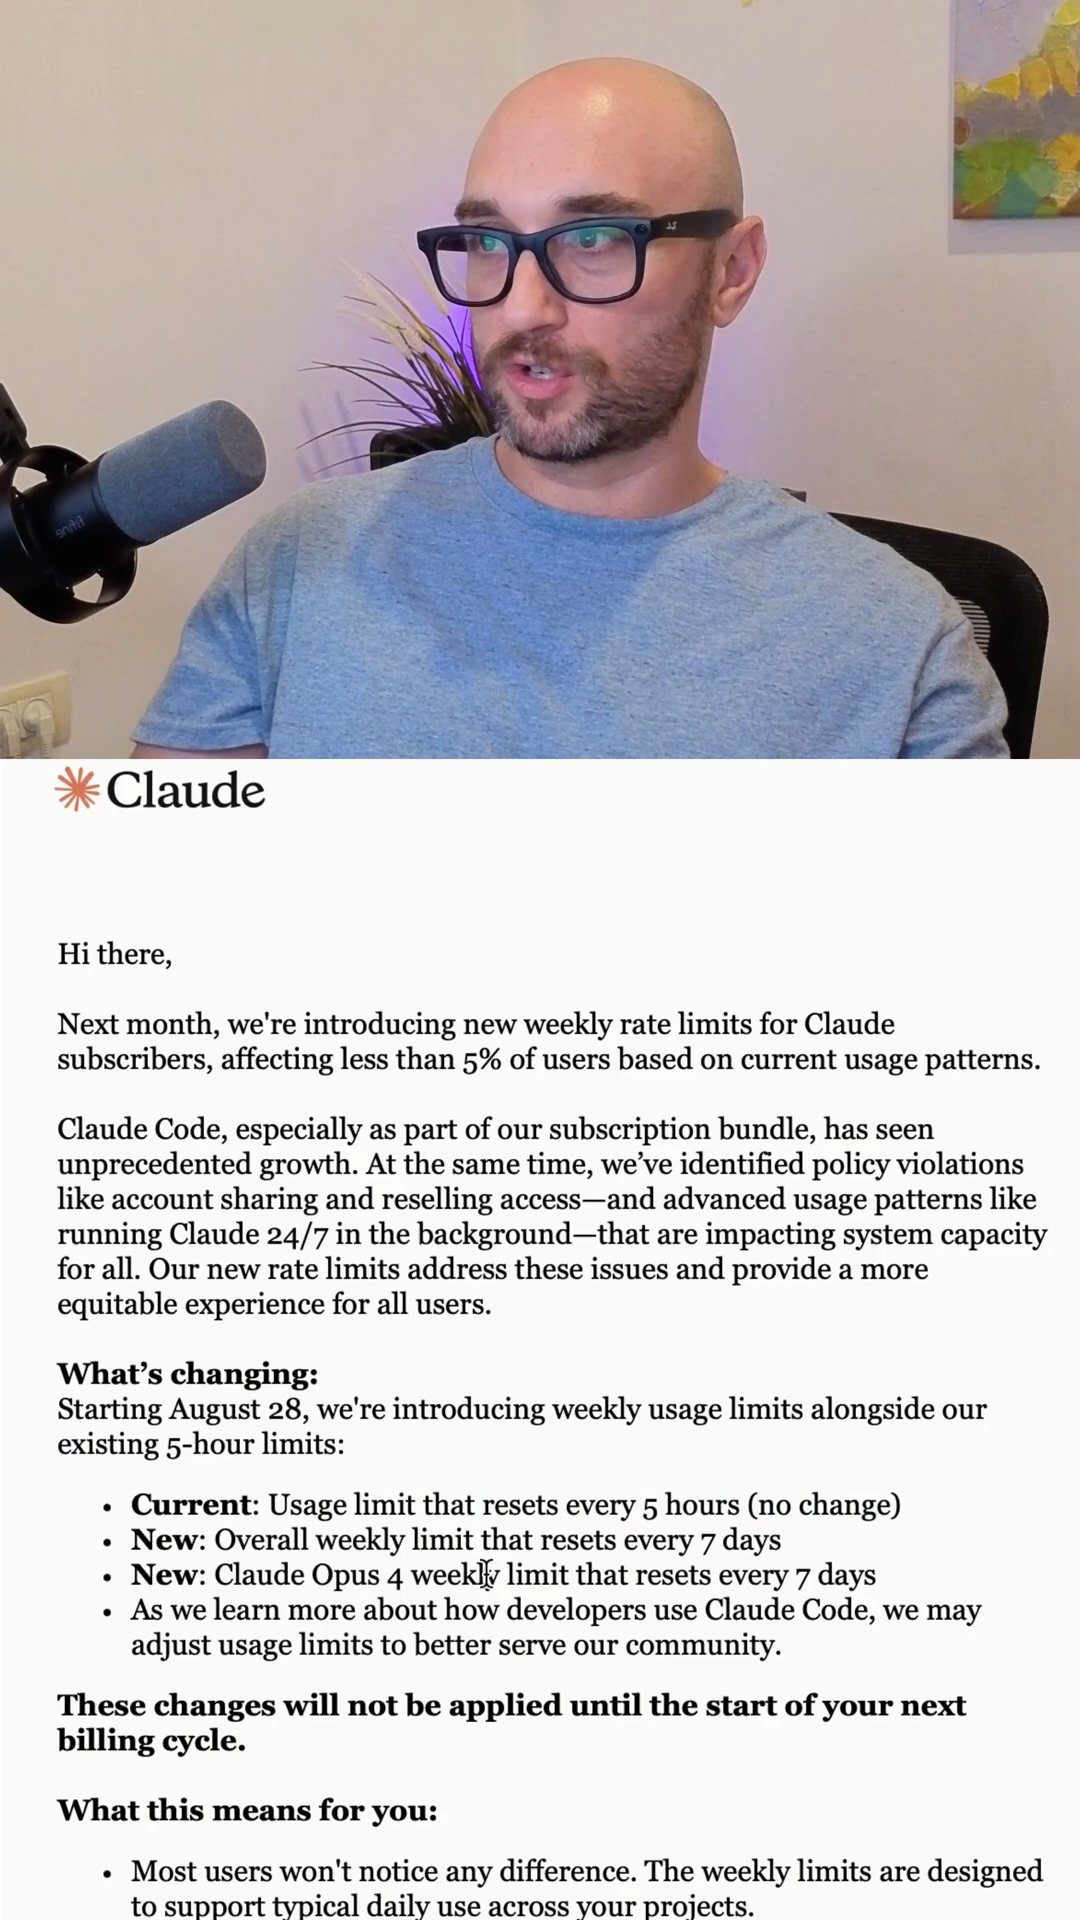 fifine
Claude
Hi there,
Next month, we're introducing new weekly rate limits for Claude
subscribers, affecting less than 5% of users based on current usage patterns.
Claude Code, especially as part of our subscription bundle, has seen
unprecedented growth. At the same time, we’ve identified policy violations
like account sharing and reselling access—and advanced usage patterns like
running Claude 24/7 in the background—that are impacting system capacity
for all. Our new rate limits address these issues and provide a more
equitable experience for all users.
What’s changing:
Starting August 28, we're introducing weekly usage limits alongside our
existing 5-hour limits:
• Current: Usage limit that resets every 5 hours (no change)
• New: Overall weekly limit that resets every 7 days
• New: Claude Opus 4 weekly limit that resets every 7 days
• As we learn more about how developers use Claude Code, we may
adjust usage limits to better serve our community.
These changes will not be applied until the start of your next
billing cycle.
What this means for you:
• Most users won't notice any difference. The weekly limits are designed
to support typical daily use across your projects.